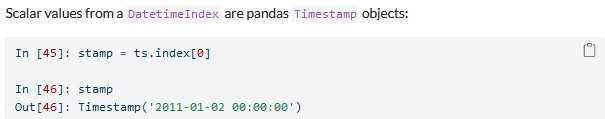 Scalar values from a DatetimeIndex are pandas Timestamp objects:
In [45]: stamp = ts.index[0]
In [46]: stamp
Out[46]: Timestamp('2011-01-02 00:00:00')